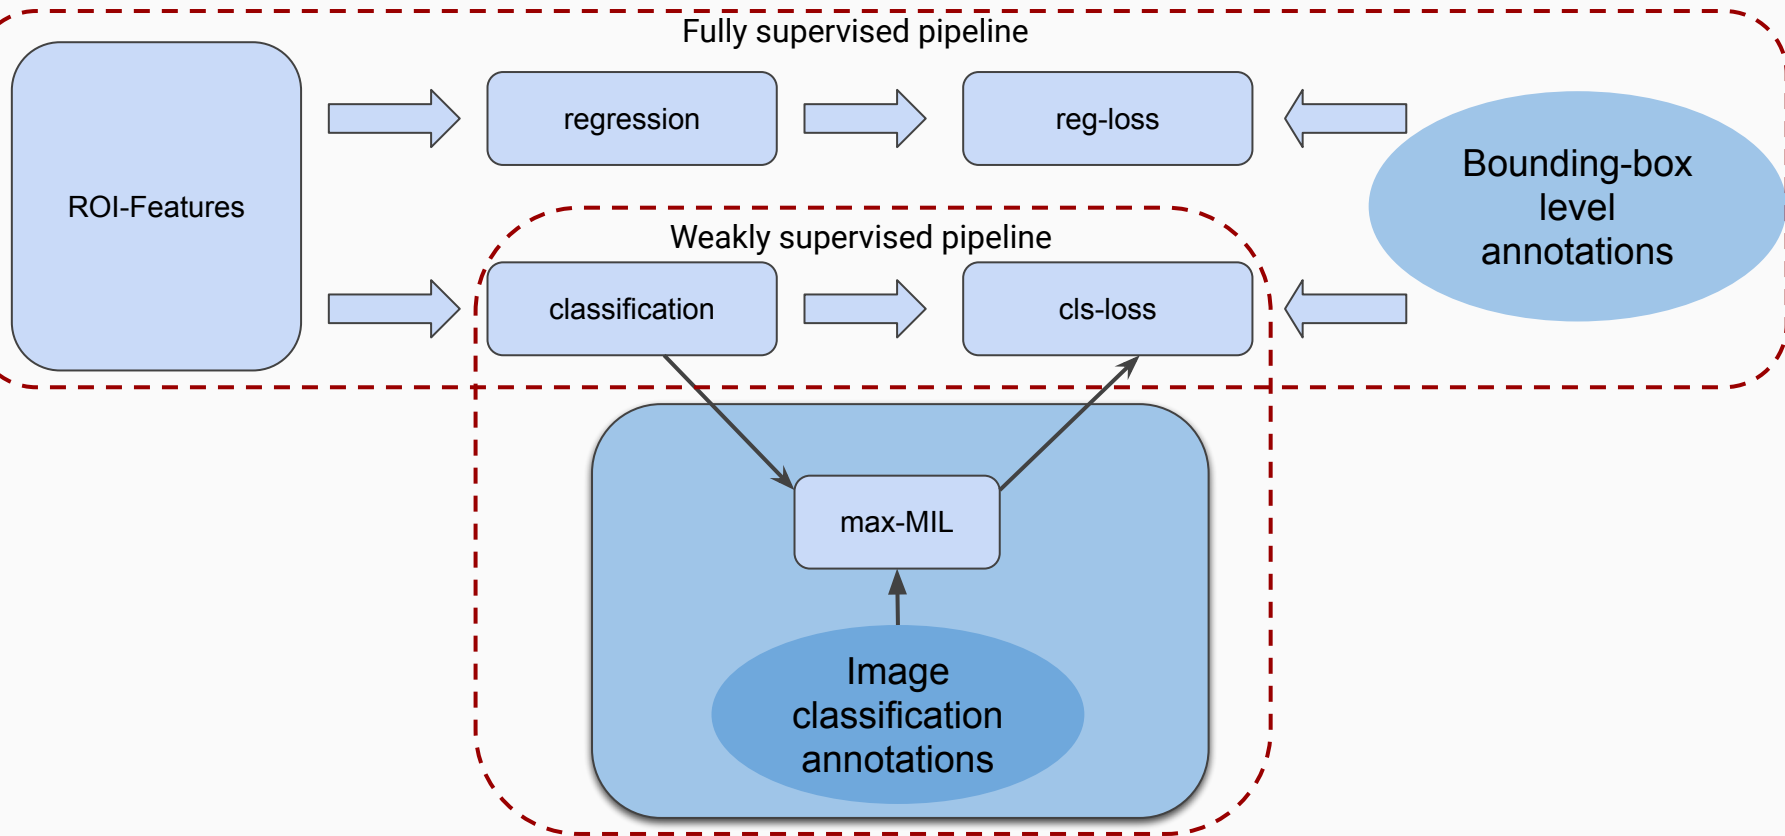 Fully supervised pipeline
regression
reg-loss
Bounding-box
level
annotations
ROI-Features
Weakly supervised pipeline
classification
cls-loss
max-MIL
Image
classification
annotations